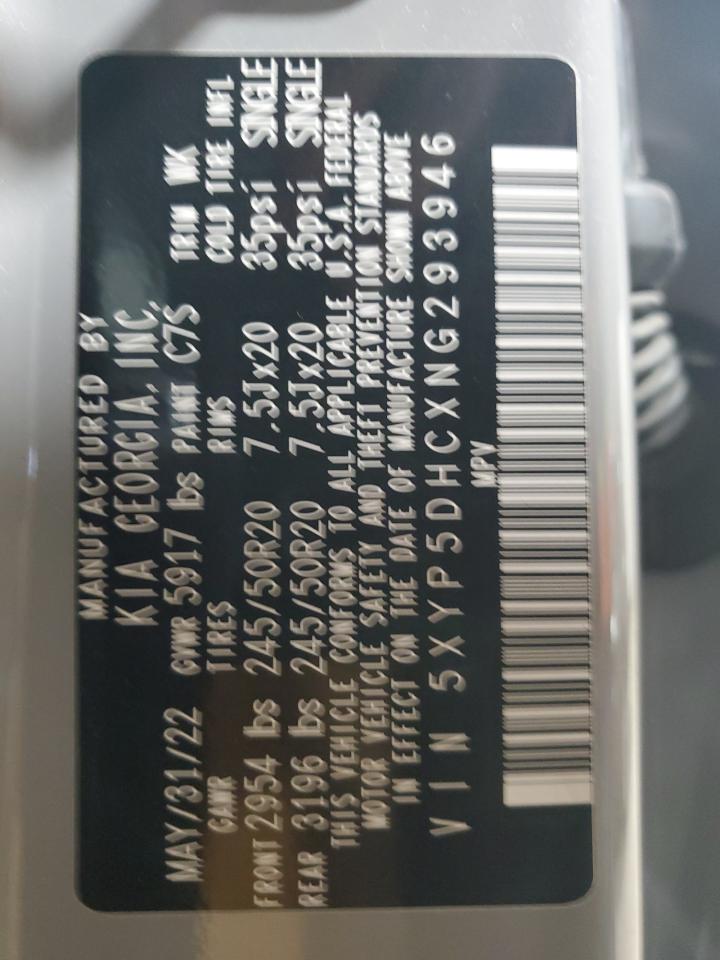 MANUFACTURED BY
KIA GEORGIA, INC.
MAY/31/22 GVWR 5917 lbs PAINT C7S TRIM WK
GAWR TIRES RIMS COLD TIRE INFL
FRONT 2954 lbs 245/50R20 7.5Jx20 35psi SINGLE
REAR 3196 lbs 245/50R20 7.5Jx20 35psi SINGLE
THIS VEHICLE CONFORMS TO ALL APPLICABLE U.S.A. FEDERAL
MOTOR VEHICLE SAFETY AND THEFT PREVENTION STANDARDS
IN EFFECT ON THE DATE OF MANUFACTURE SHOWN ABOVE
VIN 5XYP5DHCXNG293946
MPV